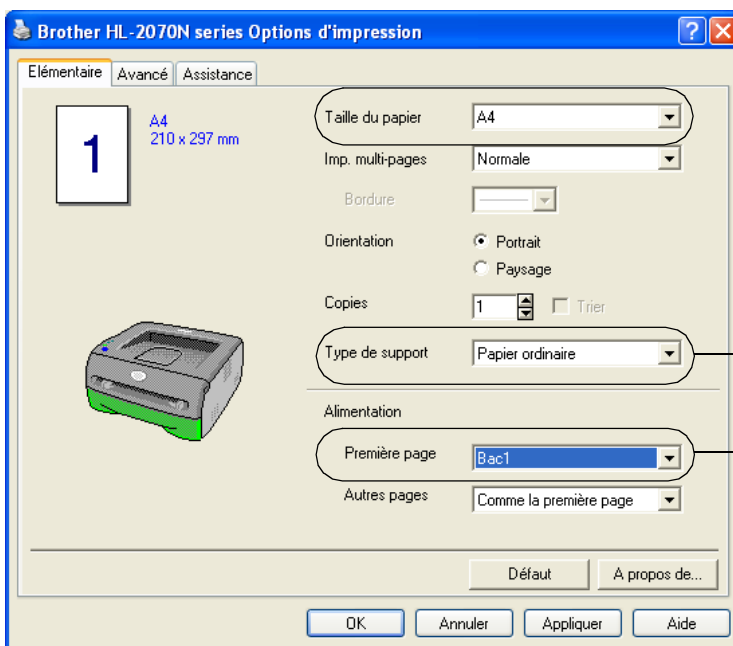 Brother HL-2070N series Options d'impression
Elémentaire Avancé Assistance
1
A4
210 x 297 mm
Taille du papier A4
Imp. multi-pages Normale
Bordure
Orientation Portrait
Paysage
Copies 1 Trier
Type de support Papier ordinaire
Alimentation
Première page Bac1
Autres pages Comme la première page
Défaut A propos de...
OK Annuler Appliquer Aide